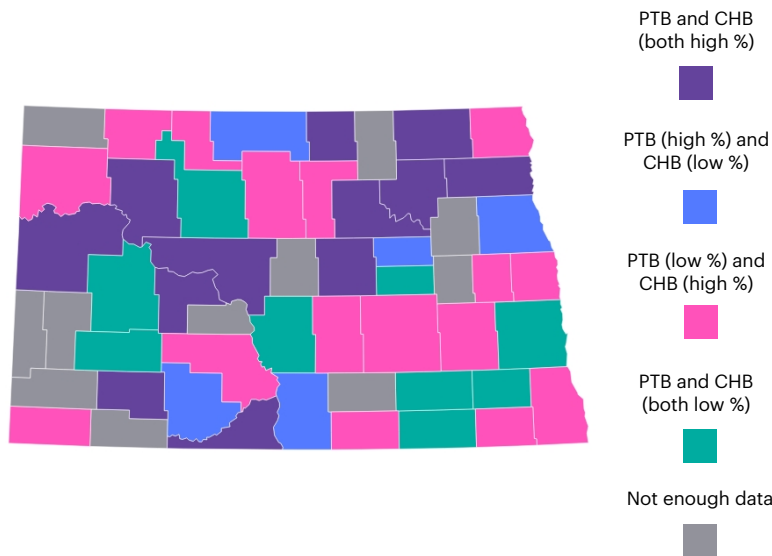 PTB and CHB
(both high %)
PTB (high %) and
CHB (low %)
PTB (low %) and
CHB (high %)
PTB and CHB
(both low %)
Not enough data